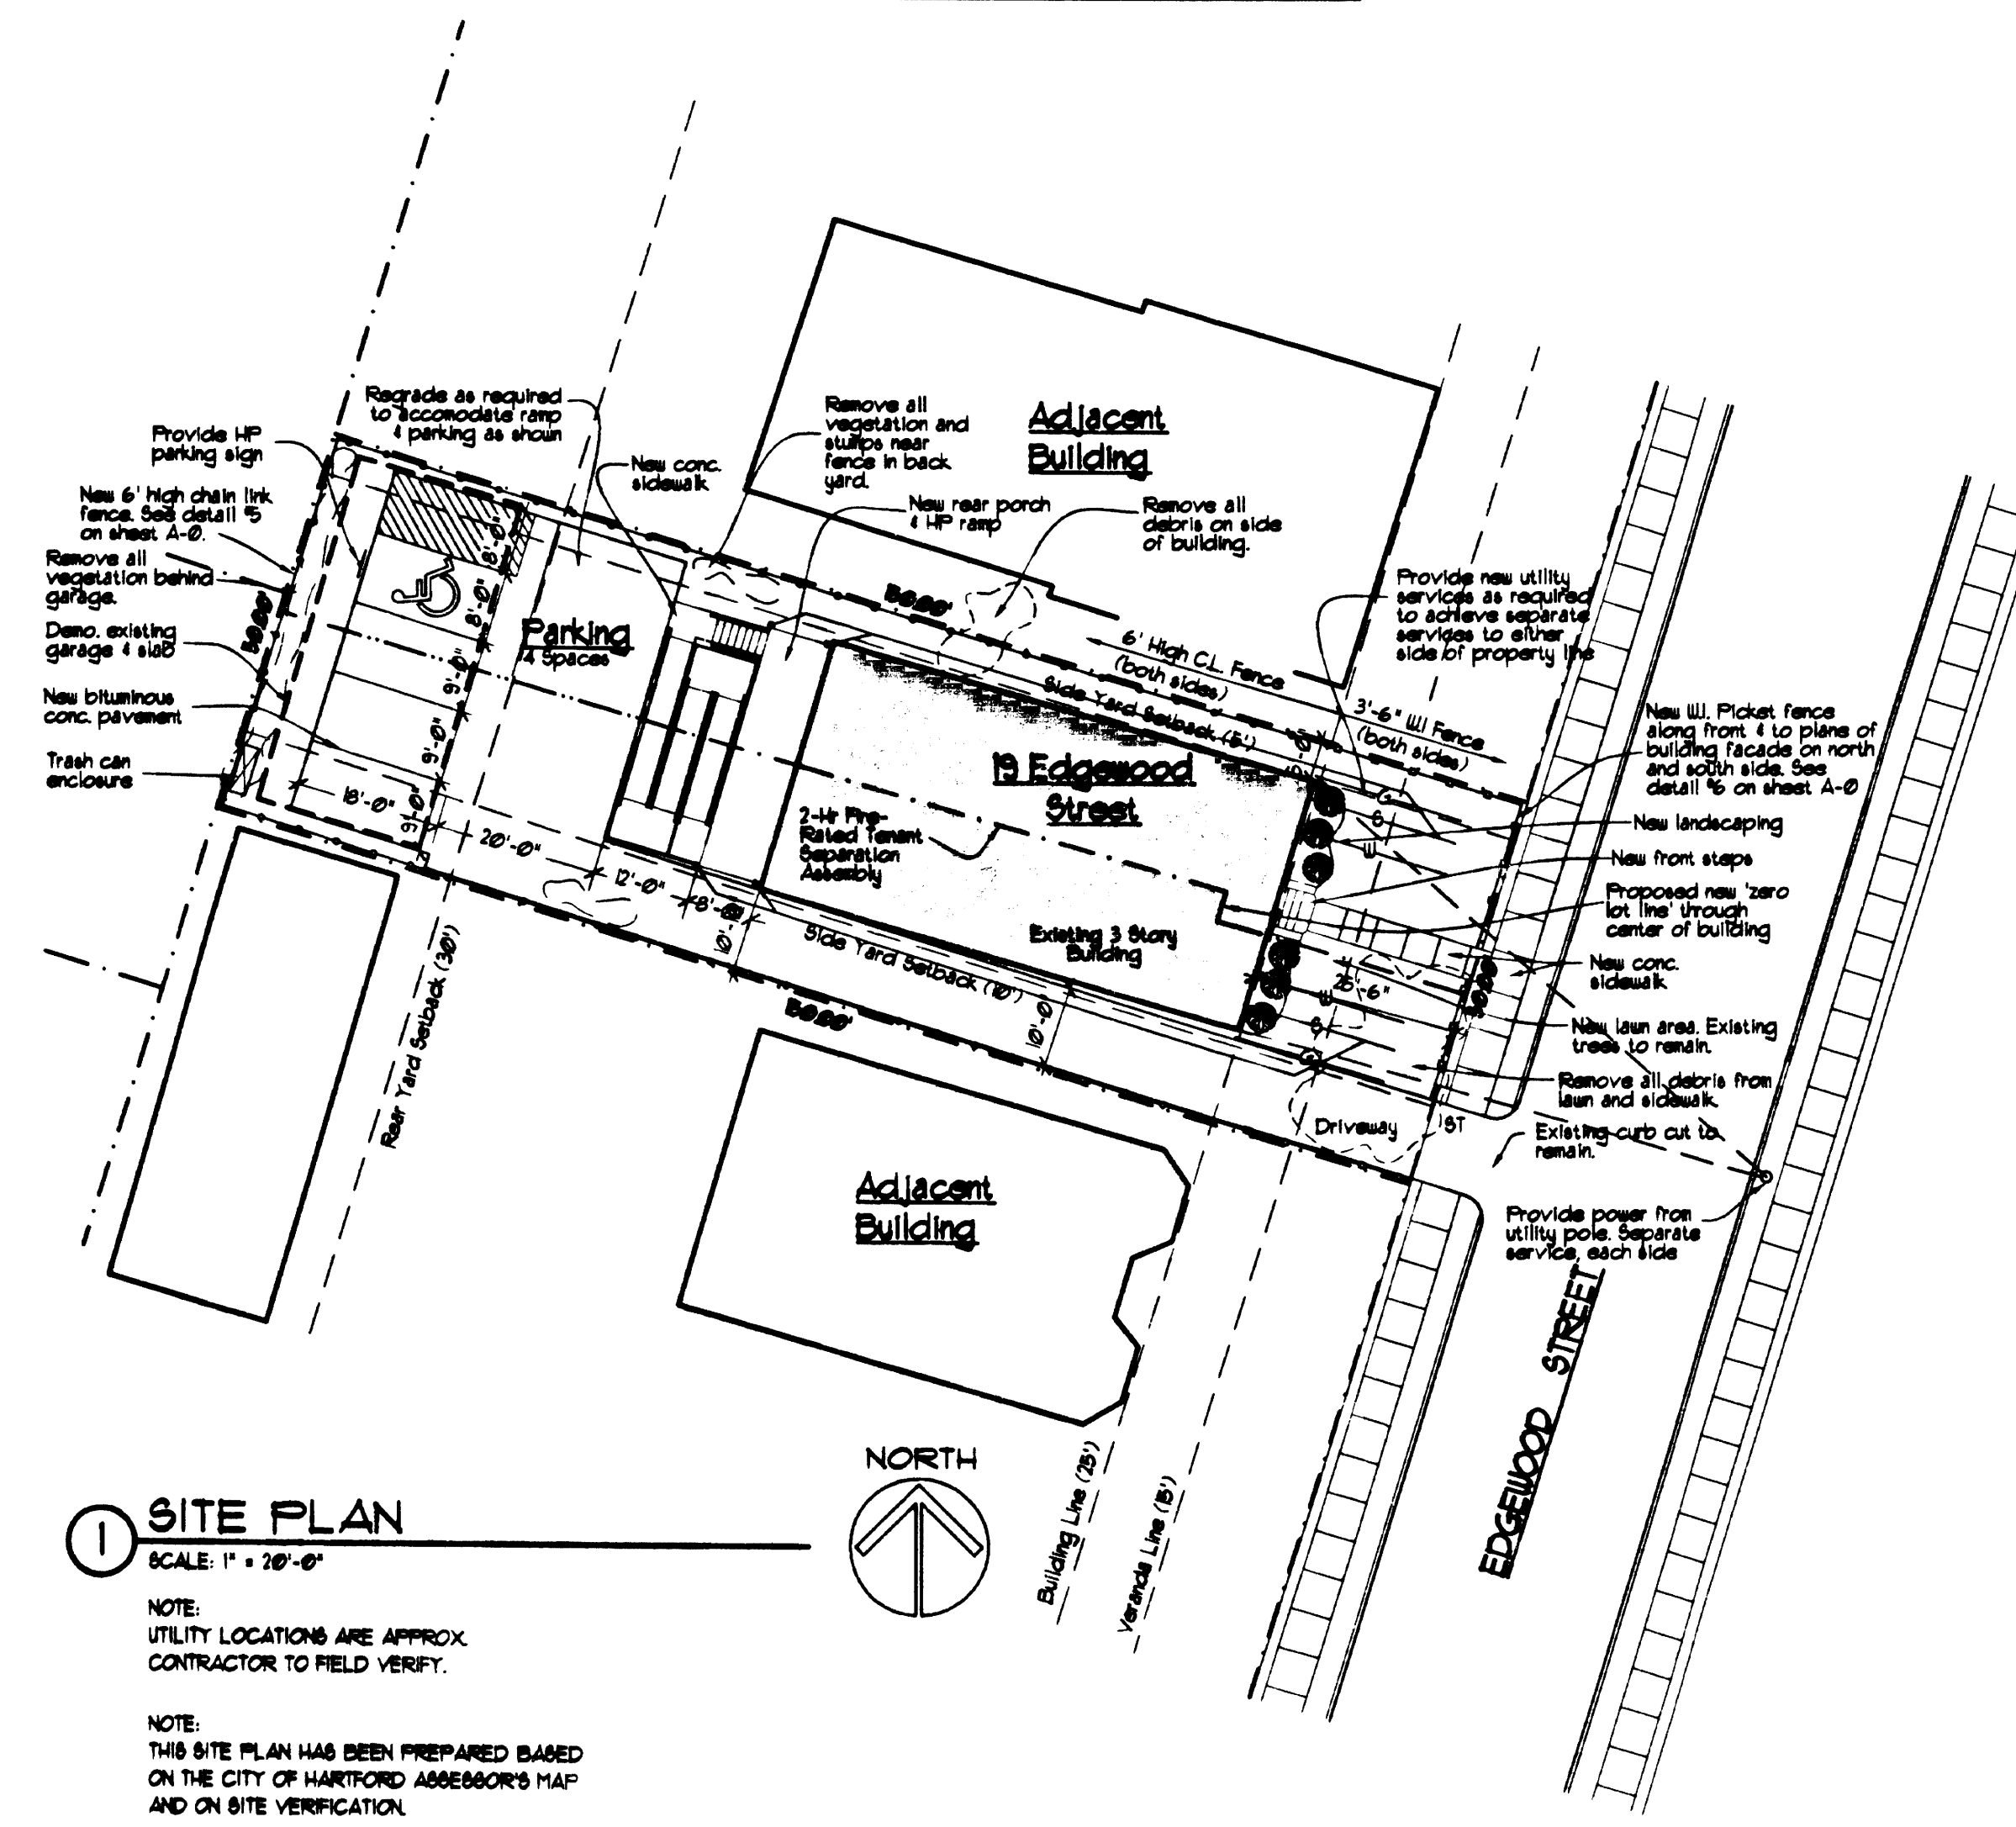 Regrade as required
to accomodate ramp
& parking as shown
Provide HP
parking sign
New 6' high chain link
fence. See detail #5
on sheet A-0.
Remove all
vegetation behind
garage.
Demo. existing
garage & slab
New bituminous
conc. pavement
Trash can
enclosure
New conc.
sidewalk
Remove all
vegetation and
stumps near
fence in back
yard.
New rear porch
& HP ramp
Adjacent
Building
Remove all
debris on side
of building.
Provide new utility
services as required
to achieve separate
services to either
side of property line
6' High C.L. Fence
(both sides)
3'-6" W.I. Fence
(both sides)
Side Yard Setback (5')
150.00'
50.00'
Parking
4 Spaces
8'-0"
8'-0"
9'-0"
9'-0"
9'-0"
18'-0"
20'-0"
12'-0"
8'-0"
10'-0"
19 Edgewood
Street
2-Hr Fire-
Rated Tenant
Separation
Assembly
Existing 3 Story
Building
Side Yard Setback (10')
150.00'
10'-0"
G
S
W
25'-6"
50.00'
W
S
G
New W.I. Picket fence
along front & to plane of
building facade on north
and south side. See
detail #6 on sheet A-0
New landscaping
New front steps
Proposed new 'zero
lot line' through
center of building
New conc.
sidewalk
New lawn area. Existing
trees to remain.
Remove all debris from
lawn and sidewalk
Driveway
ST
Existing curb cut to
remain.
Provide power from
utility pole. Separate
service, each side
Rear Yard Setback (30')
Adjacent
Building
Building Line (25')
Veranda Line (15')
EDGEWOOD STREET
NORTH
1
SITE PLAN
SCALE: 1" = 20'-0"
NOTE:
UTILITY LOCATIONS ARE APPROX.
CONTRACTOR TO FIELD VERIFY.
NOTE:
THIS SITE PLAN HAS BEEN PREPARED BASED
ON THE CITY OF HARTFORD ASSESSOR'S MAP
AND ON SITE VERIFICATION.